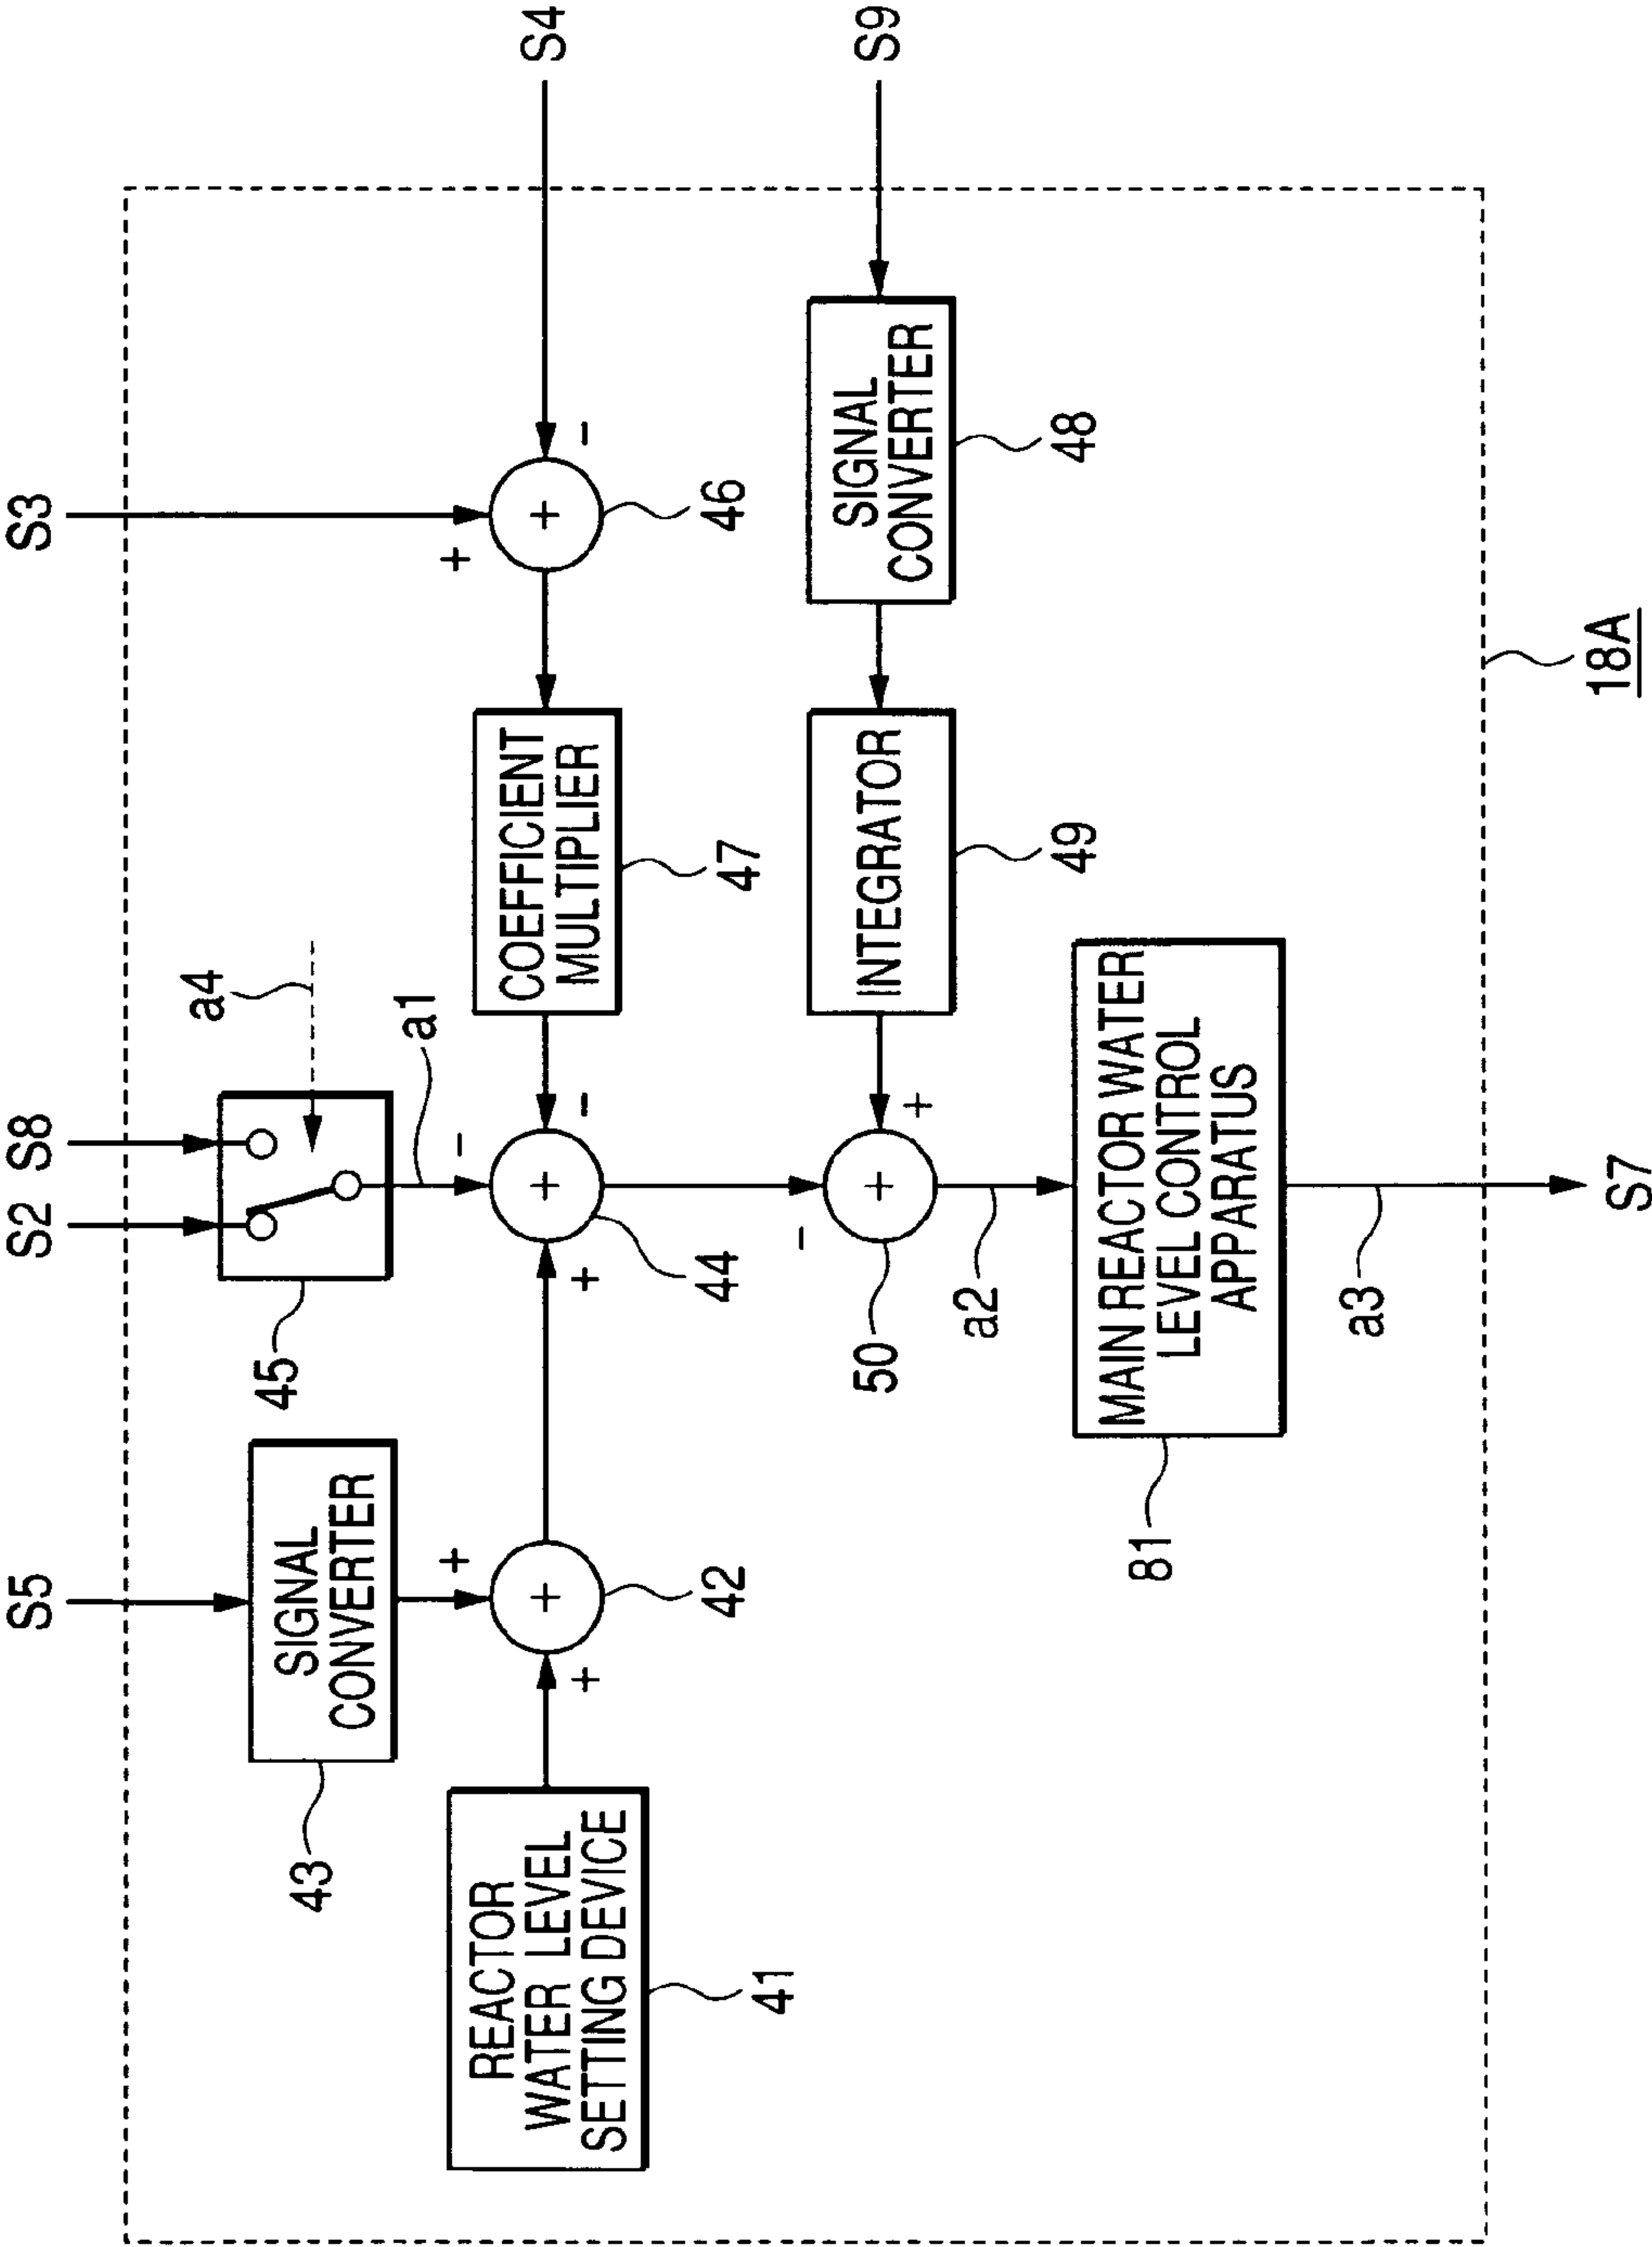 S5
S2
S8
S3
a4
45
SIGNAL
CONVERTER
43
a1
+
-
+
S4
REACTOR
WATER LEVEL
SETTING DEVICE
41
+
+
42
+
+
44
-
COEFFICIENT
MULTIPLIER
47
+
-
46
-
+
+
50
INTEGRATOR
49
SIGNAL
CONVERTER
48
S9
a2
MAIN REACTOR WATER
LEVEL CONTROL
APPARATUS
81
a3
S7
18A